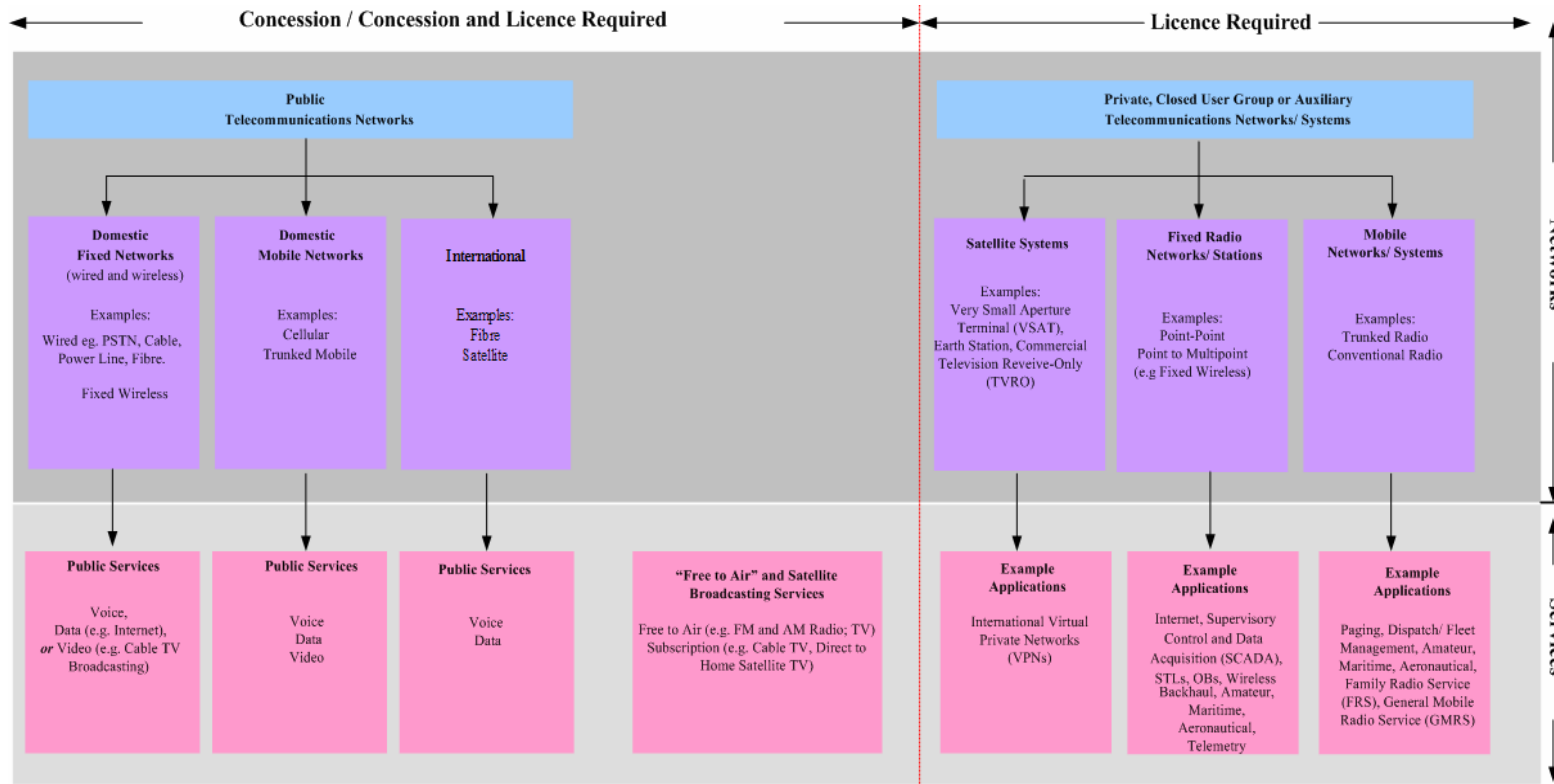 Concession / Concession and Licence Required
Licence Required
Public
Telecommunications Networks
Private, Closed User Group or Auxiliary
Telecommunications Networks/ Systems
Domestic
Fixed Networks
(wired and wireless)
Examples:
Wired eg. PSTN, Cable,
Power Line, Fibre.
Fixed Wireless
Domestic
Mobile Networks
Examples:
Cellular
Trunked Mobile
International
Examples:
Fibre
Satellite
Satellite Systems
Examples:
Very Small Aperture
Terminal (VSAT),
Earth Station, Commercial
Television Reveive-Only
(TVRO)
Fixed Radio
Networks/ Stations
Examples:
Point-Point
Point to Multipoint
(e.g Fixed Wireless)
Mobile
Networks/ Systems
Examples:
Trunked Radio
Conventional Radio
Public Services
Voice,
Data (e.g. Internet),
or Video (e.g. Cable TV
Broadcasting)
Public Services
Voice
Data
Video
Public Services
Voice
Data
“Free to Air” and Satellite
Broadcasting Services
Free to Air (e.g. FM and AM Radio; TV)
Subscription (e.g. Cable TV, Direct to
Home Satellite TV)
Example
Applications
International Virtual
Private Networks
(VPNs)
Example
Applications
Internet, Supervisory
Control and Data
Acquisition (SCADA),
STLs, OBs, Wireless
Backhaul, Amateur,
Maritime,
Aeronautical,
Telemetry
Example
Applications
Paging, Dispatch/ Fleet
Management, Amateur,
Maritime, Aeronautical,
Family Radio Service
(FRS), General Mobile
Radio Service (GMRS)